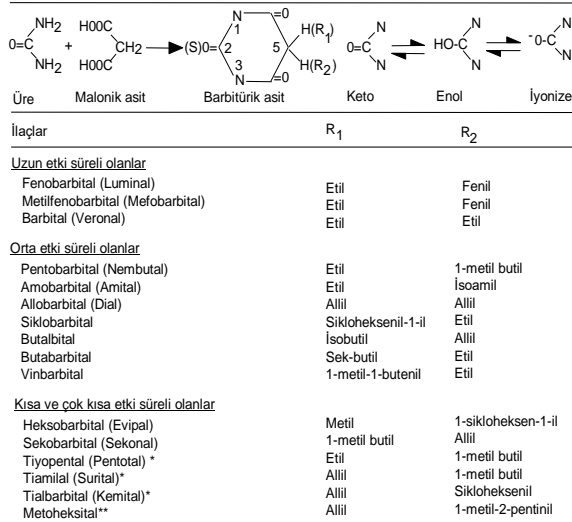 NH2 H00C N 0 H(R1) N N N
0=C + CH2 (S)0= 2 1 3 5 H(R2) 0=C H0-C -0-C
NH2 H00C N 0 N N N
Üre Malonik asit Barbitürik asit Keto Enol İyonize
İlaçlar R1 R2
Uzun etki süreli olanlar
Fenobarbital (Luminal) Etil Fenil
Metilfenobarbital (Mefobarbital) Etil Fenil
Barbital (Veronal) Etil Etil
Orta etki süreli olanlar
Pentobarbital (Nembutal) Etil 1-metil butil
Amobarbital (Amital) Etil İsoamil
Allobarbital (Dial) Allil Allil
Siklobarbital Sikloheksenil-1-il Etil
Butalbital İsobutil Allil
Butabarbital Sek-butil Etil
Vinbarbital 1-metil-1-butenil Etil
Kısa ve çok kısa etki süreli olanlar
Heksobarbital (Evipal) Metil 1-sikloheksen-1-il
Sekobarbital (Sekonal) 1-metil butil Allil
Tiyopental (Pentotal) * Etil 1-metil butil
Tiamilal (Surital)* Allil 1-metil butil
Tialbarbital (Kemital)* Allil Sikloheksenil
Metoheksital** Allil 1-metil-2-pentinil